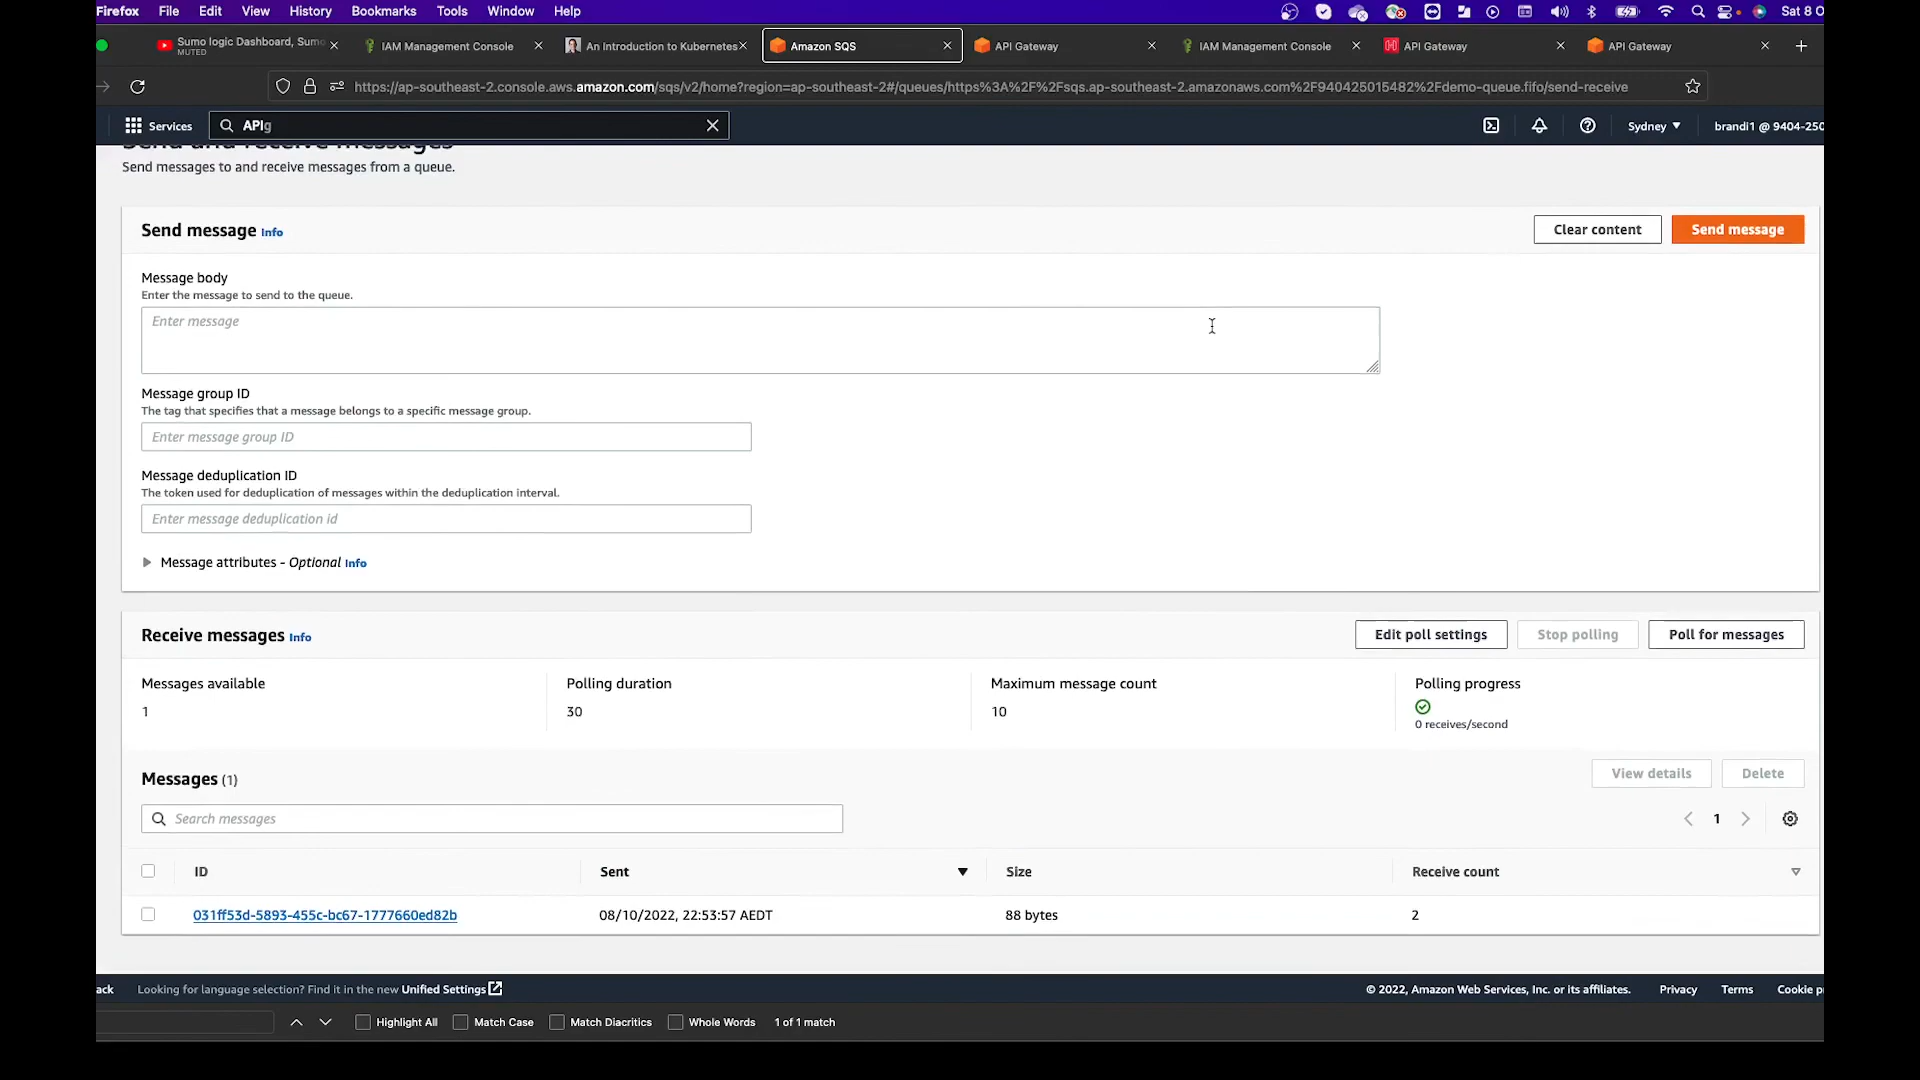 Firefox File Edit View History Bookmarks Tools Window Help Sat 8 O
Sumo logic Dashboard, Sumo
MUTED
IAM Management Console
An Introduction to Kubernetes
Amazon SQS
API Gateway
IAM Management Console
API Gateway
API Gateway
https://ap-southeast-2.console.aws.amazon.com/sqs/v2/home?region=ap-southeast-2#/queues/https%3A%2F%2Fsqs.ap-southeast-2.amazonaws.com%2F940425015482%2Fdemo-queue.fifo/send-receive
Services APIg Sydney ▼ brandi1 @ 9404-250
Send and receive messages
Send messages to and receive messages from a queue.
Send message Info
Clear content Send message
Message body
Enter the message to send to the queue.
Enter message
Message group ID
The tag that specifies that a message belongs to a specific message group.
Enter message group ID
Message deduplication ID
The token used for deduplication of messages within the deduplication interval.
Enter message deduplication id
Message attributes - Optional Info
Receive messages Info
Edit poll settings Stop polling Poll for messages
Messages available Polling duration Maximum message count Polling progress
1 30 10
0 receives/second
Messages (1)
View details Delete
Search messages
1
ID Sent Size Receive count
031ff53d-5893-455c-bc67-1777660ed82b 08/10/2022, 22:53:57 AEDT 88 bytes 2
ack Looking for language selection? Find it in the new Unified Settings © 2022, Amazon Web Services, Inc. or its affiliates. Privacy Terms Cookie p
Highlight All Match Case Match Diacritics Whole Words 1 of 1 match